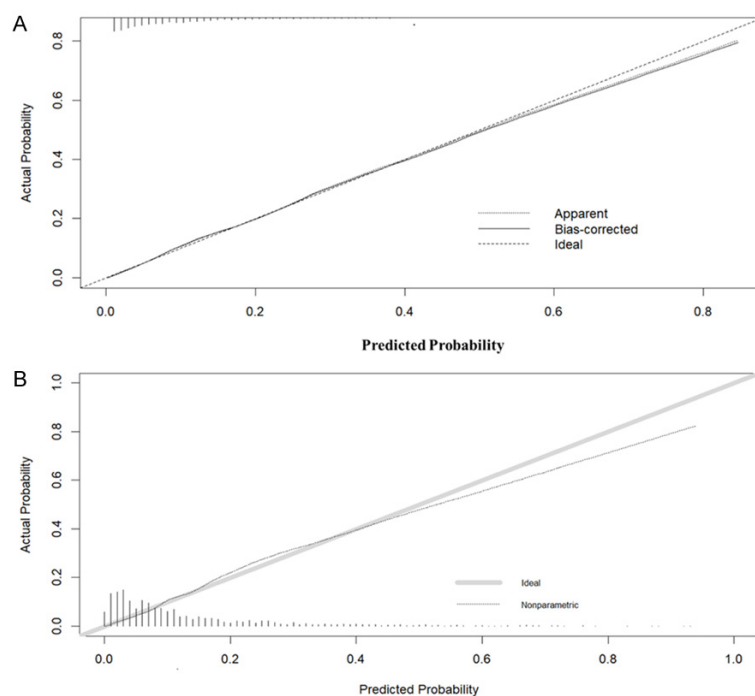 A
Actual Probability
0.8
0.6
0.4
0.2
0.0
Apparent
Bias-corrected
Ideal
0.0 0.2 0.4 0.6 0.8
Predicted Probability
B
Actual Probability
1.0
0.8
0.6
0.4
0.2
0.0
Ideal
Nonparametric
0.0 0.2 0.4 0.6 0.8 1.0
Predicted Probability